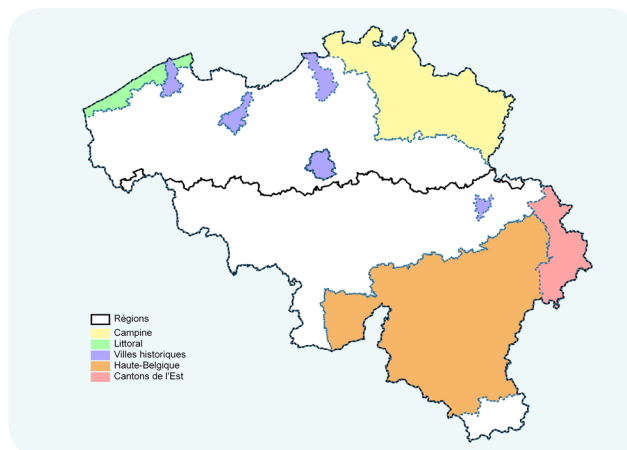 Régions
Campine
Littoral
Villes historiques
Haute-Belgique
Cantons de l'Est